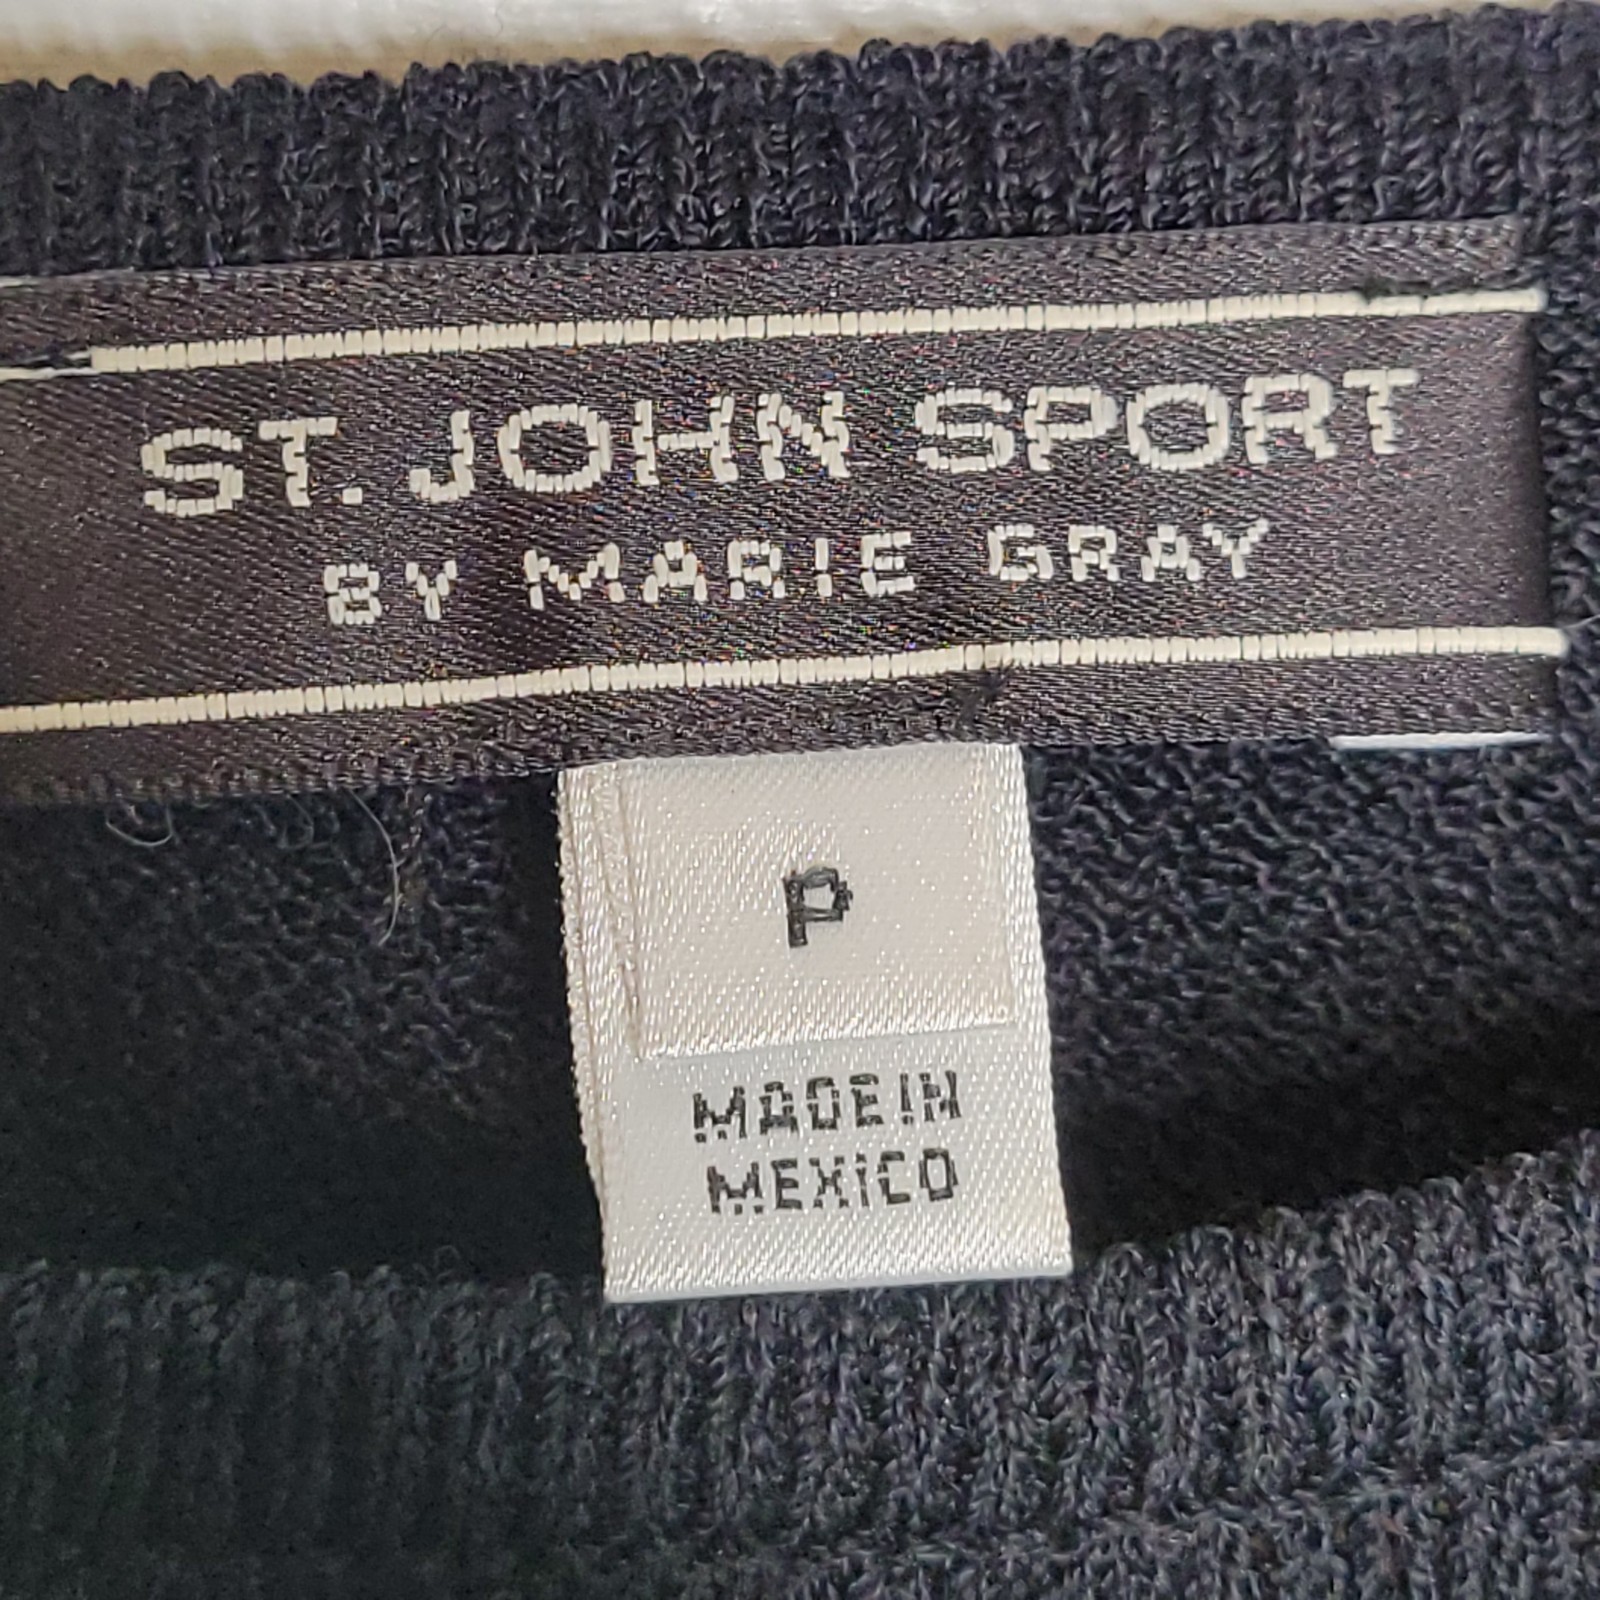 ST. JOHN SPORT
BY MARIE GRAY
P
MADE IN
MEXICO